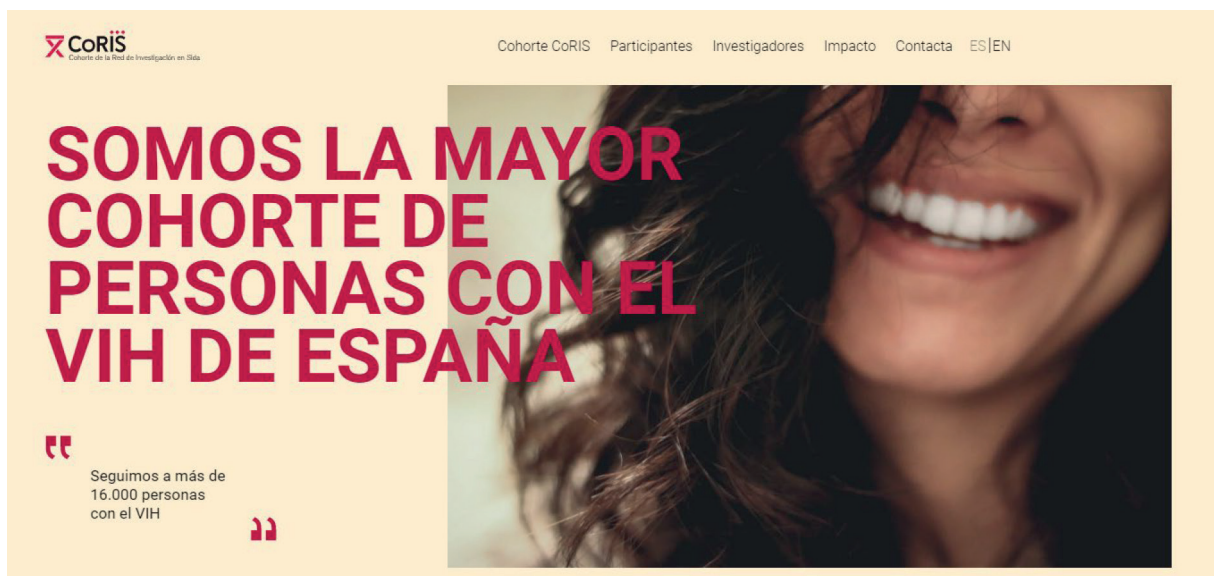 CoRIS
Cohorte de la Red de Investigación en Sida
Cohorte CoRIS Participantes Investigadores Impacto Contacta ES|EN
SOMOS LA MAYOR
COHORTE DE
PERSONAS CON EL
VIH DE ESPAÑA
Seguimos a más de
16.000 personas
con el VIH